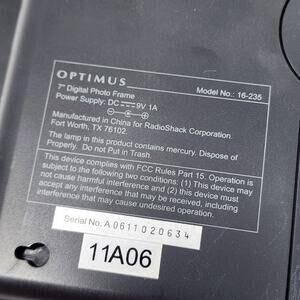 OPTIMUS
7" Digital Photo Frame
Model No.: 16-235
Power Supply: DC 9V 1A
Manufactured in China for RadioShack Corporation.
Fort Worth, TX 76102
The lamp in this product contains mercury. Dispose of
Properly. Do not Put in Trash.
This device complies with FCC Rules Part 15. Operation is
subject to the following two conditions: (1) This device may
not cause harmful interference and (2) This device must
accept any interference received, including interference that
may cause undesired operation.
Serial No. A0611020634
11A06